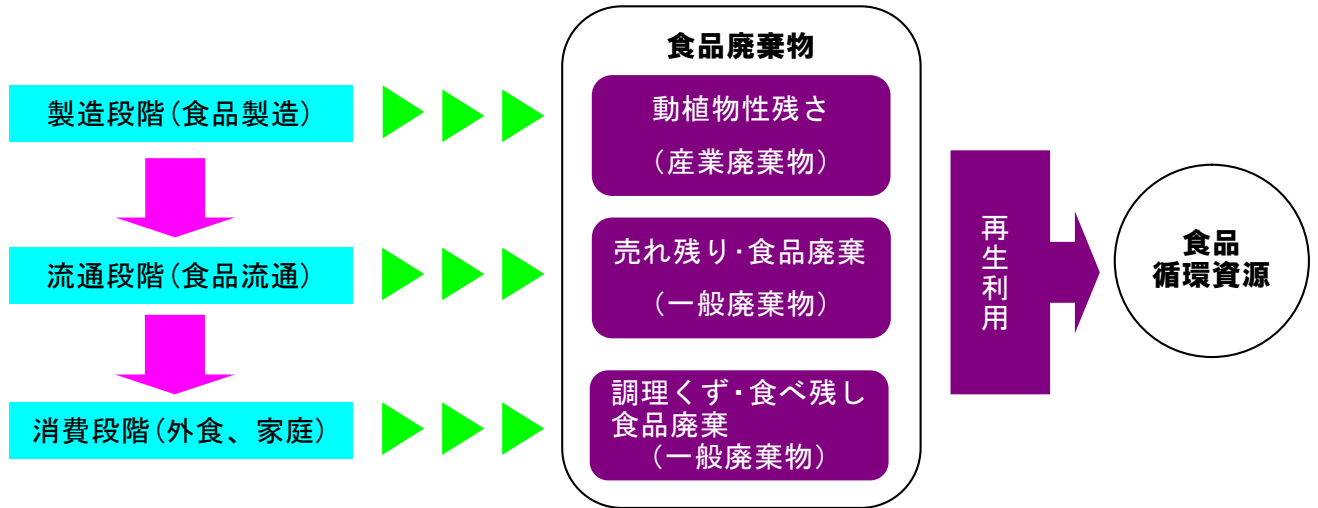 食品廃棄物
製造段階(食品製造)
動植物性残さ
(産業廃棄物)
流通段階(食品流通)
売れ残り・食品廃棄
(一般廃棄物)
消費段階(外食、家庭)
調理くず・食べ残し
食品廃棄
(一般廃棄物)
再生利用
食品
循環資源